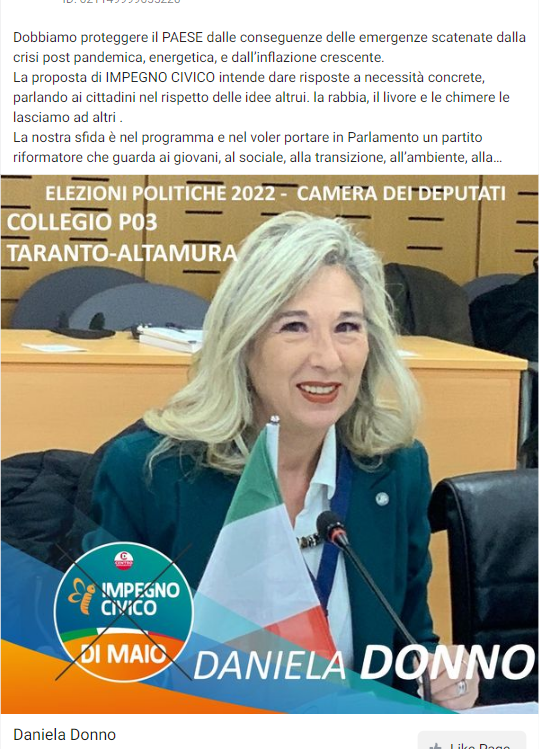 Dobbiamo proteggere il PAESE dalle conseguenze delle emergenze scatenate dalla
crisi post pandemica, energetica, e dall'inflazione crescente.
La proposta di IMPEGNO CIVICO intende dare risposte a necessità concrete,
parlando ai cittadini nel rispetto delle idee altrui. la rabbia, il livore e le chimere le
lasciamo ad altri .
La nostra sfida è nel programma e nel voler portare in Parlamento un partito
riformatore che guarda ai giovani, al sociale, alla transizione, all'ambiente, alla...
ELEZIONI POLITICHE 2022 - CAMERA DEI DEPUTATI
COLLEGIO P03
TARANTO-ALTAMURA
IMPEGNO
CIVICO
DI MAIO
DANIELA DONNO
Daniela Donno
Like Page